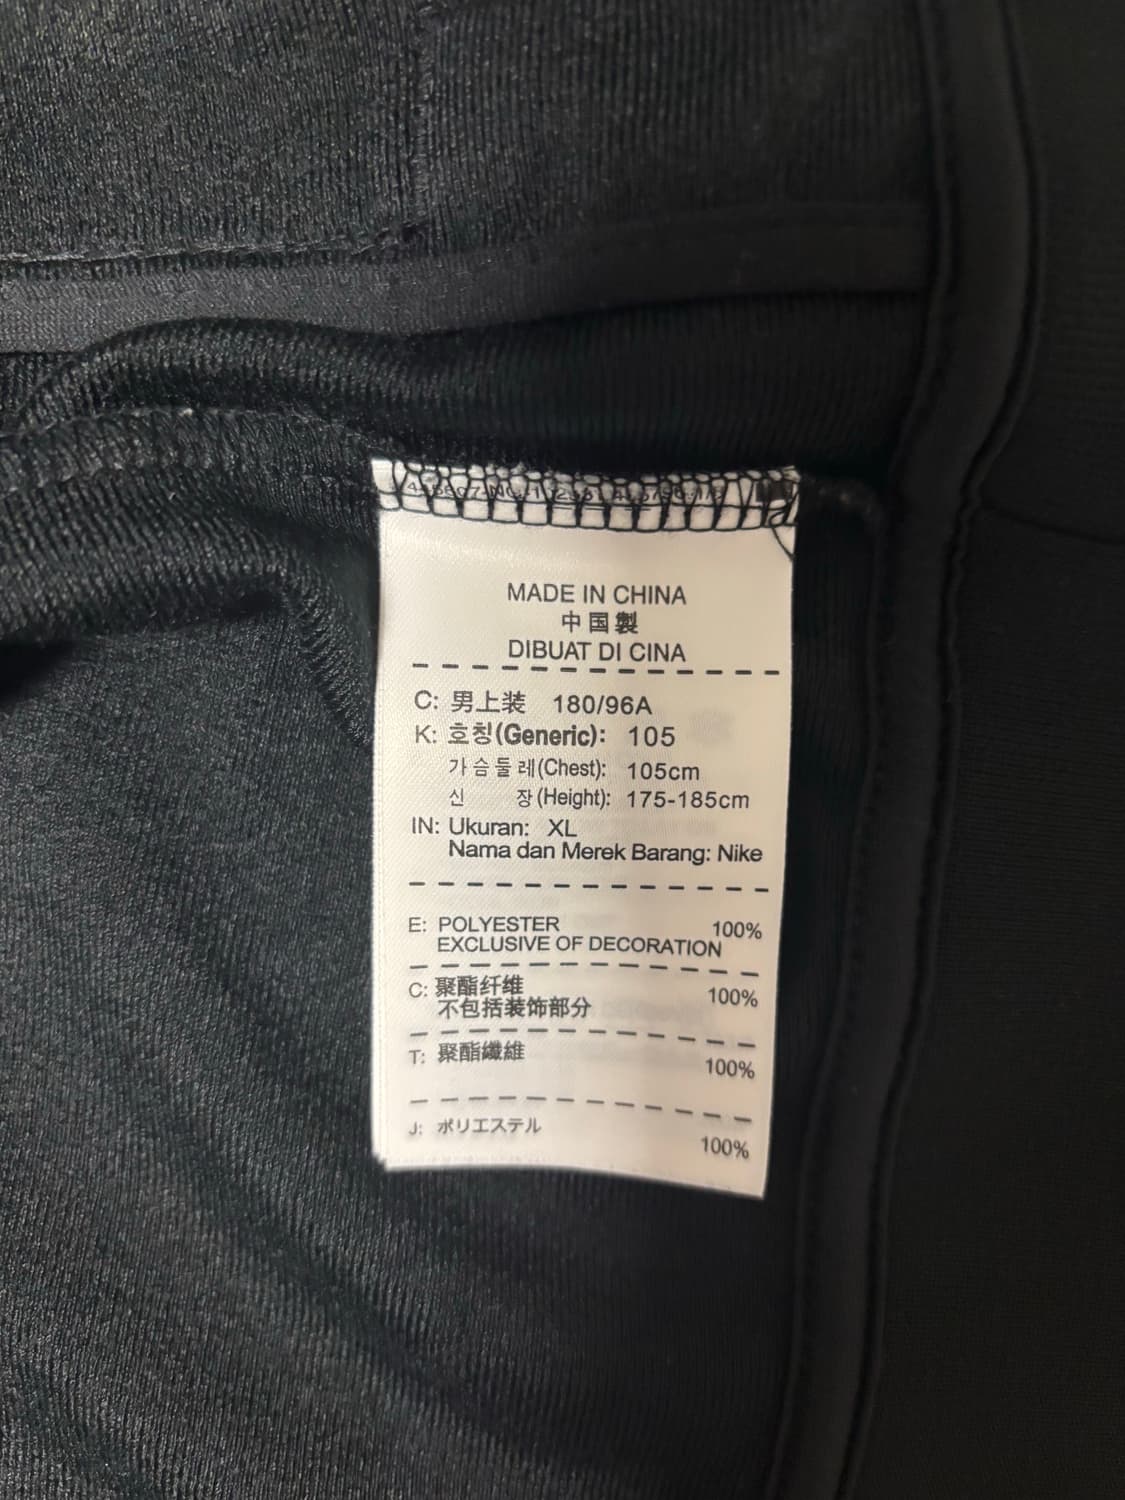 MADE IN CHINA
中国製
DIBUAT DI CINA
C: 男上装 180/96A
K: 호칭(Generic): 105
가슴둘레(Chest): 105cm
신 장(Height): 175-185cm
IN: Ukuran: XL
Nama dan Merek Barang: Nike
E: POLYESTER 100%
EXCLUSIVE OF DECORATION
C: 聚酯纤维 100%
不包括装饰部分
T: 聚酯纖維 100%
J: ポリエステル 100%